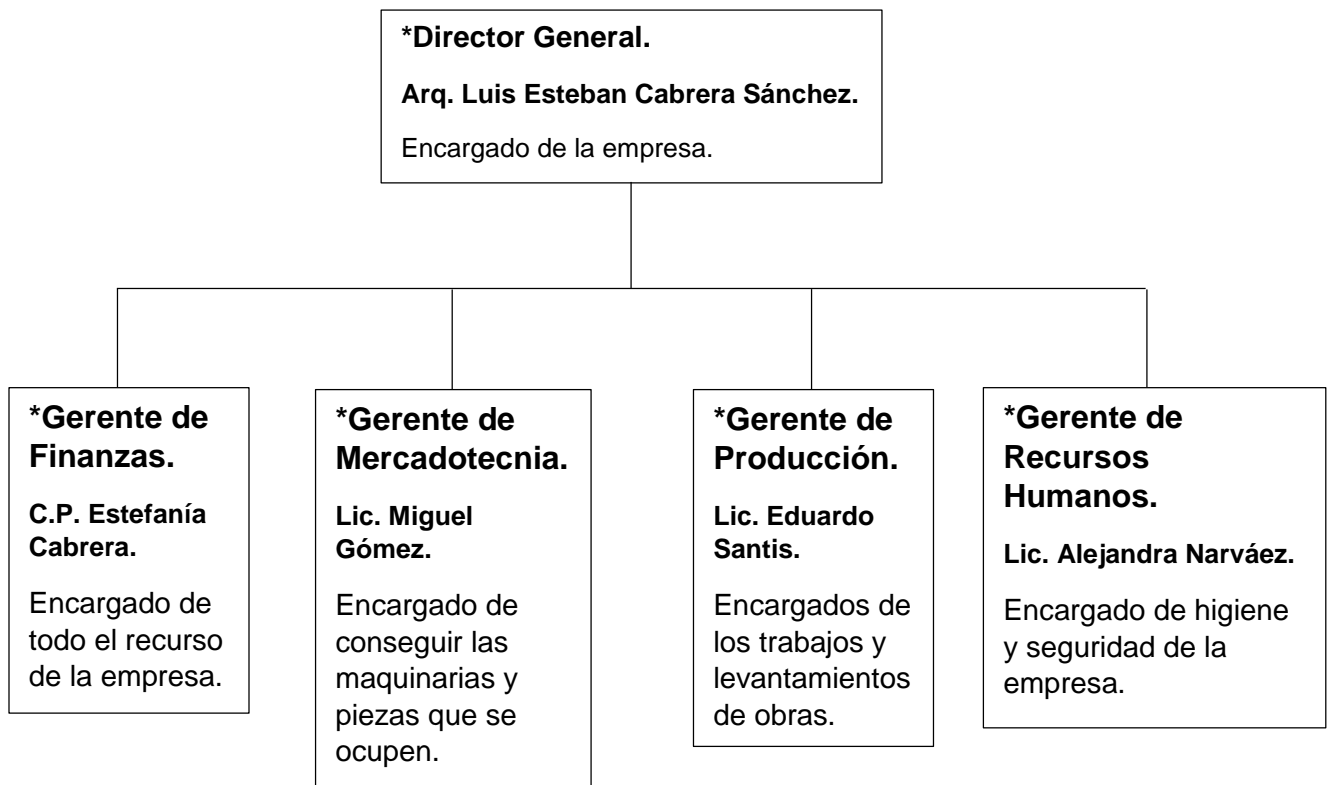 *Director General.
Arq. Luis Esteban Cabrera Sánchez.
Encargado de la empresa.
*Gerente de
Finanzas.
C.P. Estefanía
Cabrera.
Encargado de
todo el recurso
de la empresa.
*Gerente de
Mercadotecnia.
Lic. Miguel
Gómez.
Encargado de
conseguir las
maquinarias y
piezas que se
ocupen.
*Gerente de
Producción.
Lic. Eduardo
Santis.
Encargados de
los trabajos y
levantamientos
de obras.
*Gerente de
Recursos
Humanos.
Lic. Alejandra Narváez.
Encargado de higiene
y seguridad de la
empresa.